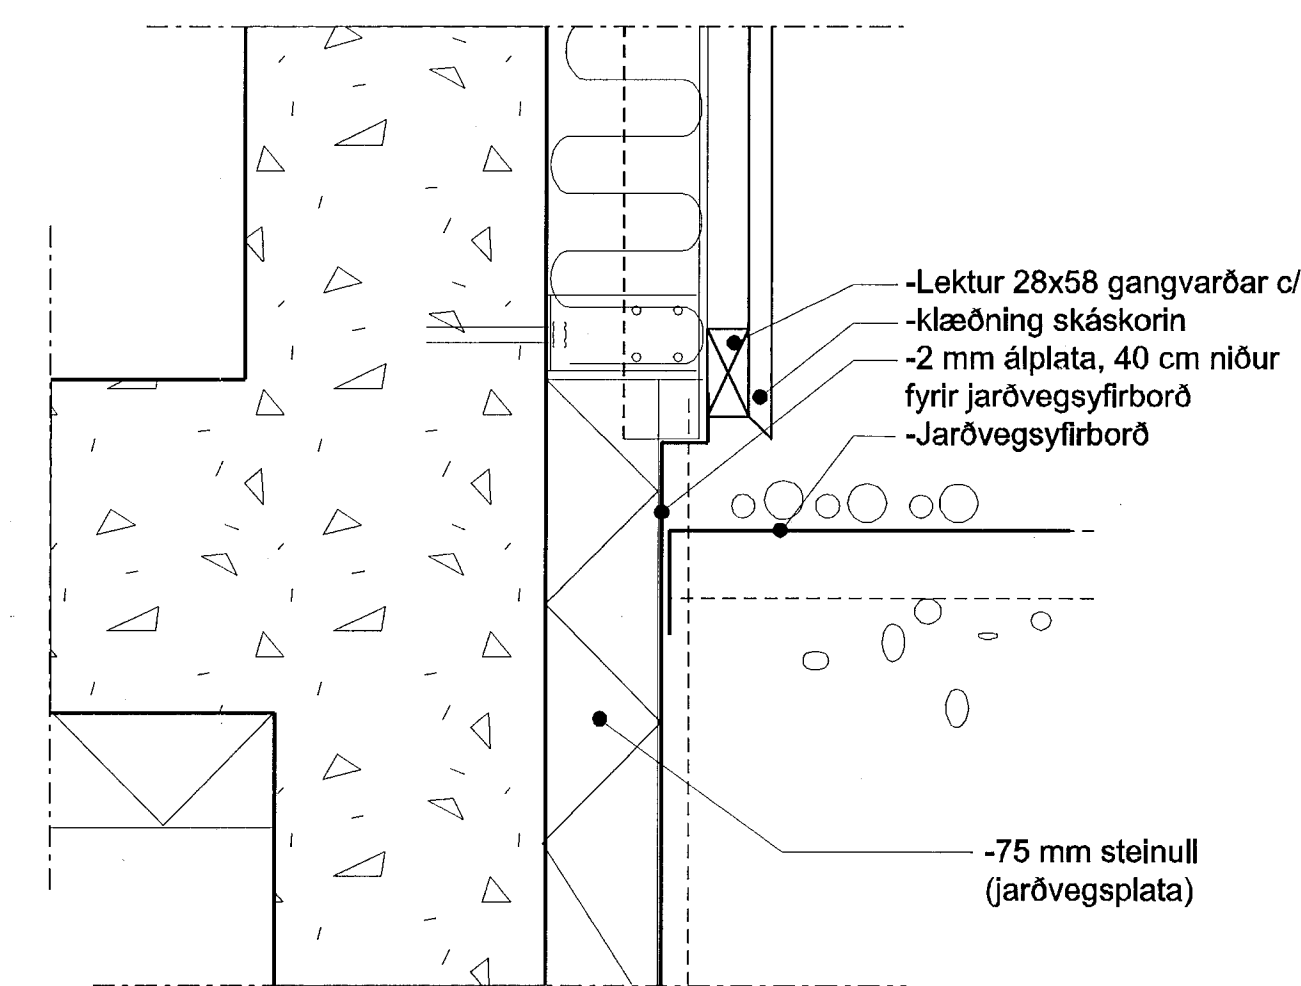 -Lektur 28x58 gangvarðar c/
-klæðning skáskorin
-2 mm álplata, 40 cm niður
fyrir jarðvegsyfirborð
-Jarðvegsyfirborð
-75 mm steinull
(jarðvegsplata)